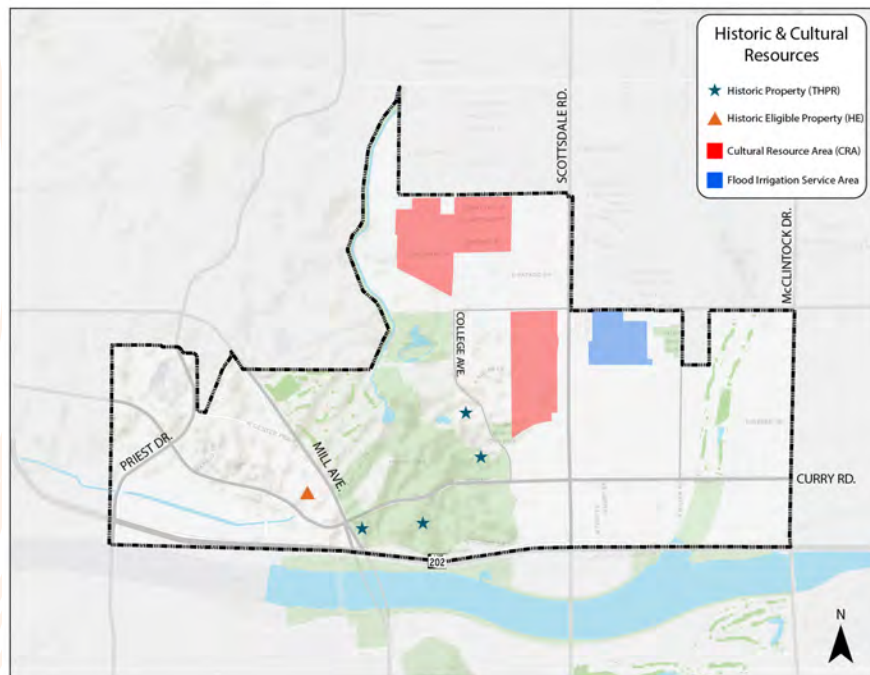 Historic & Cultural
Resources
Historic Property (THPR)
Historic Eligible Property (HE)
Cultural Resource Area (CRA)
Flood Irrigation Service Area
SCOTTSDALE RD.
McCLINTOCK DR.
COLLEGE AVE.
PRIEST DR.
MILL AVE.
CURRY RD.
202
N